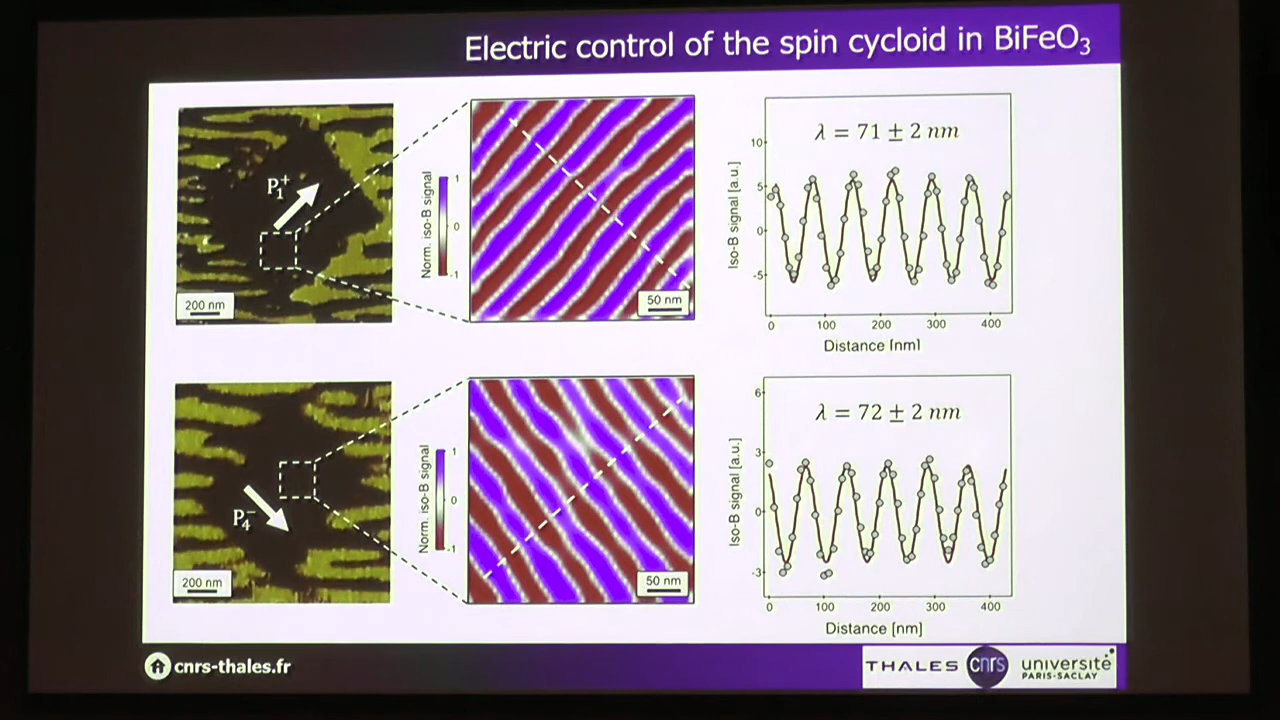 Electric control of the spin cycloid in BiFeO₃
P₁⁺
200 nm
Norm. iso-B signal
1
0
-1
50 nm
λ = 71 ± 2 nm
Iso-B signal [a.u.]
10
5
0
-5
0 100 200 300 400
Distance [nm]
P₄⁻
200 nm
Norm. iso-B signal
1
0
-1
50 nm
λ = 72 ± 2 nm
Iso-B signal [a.u.]
6
3
0
-3
0 100 200 300 400
Distance [nm]
cnrs-thales.fr
THALES
cnrs
université
PARIS-SACLAY